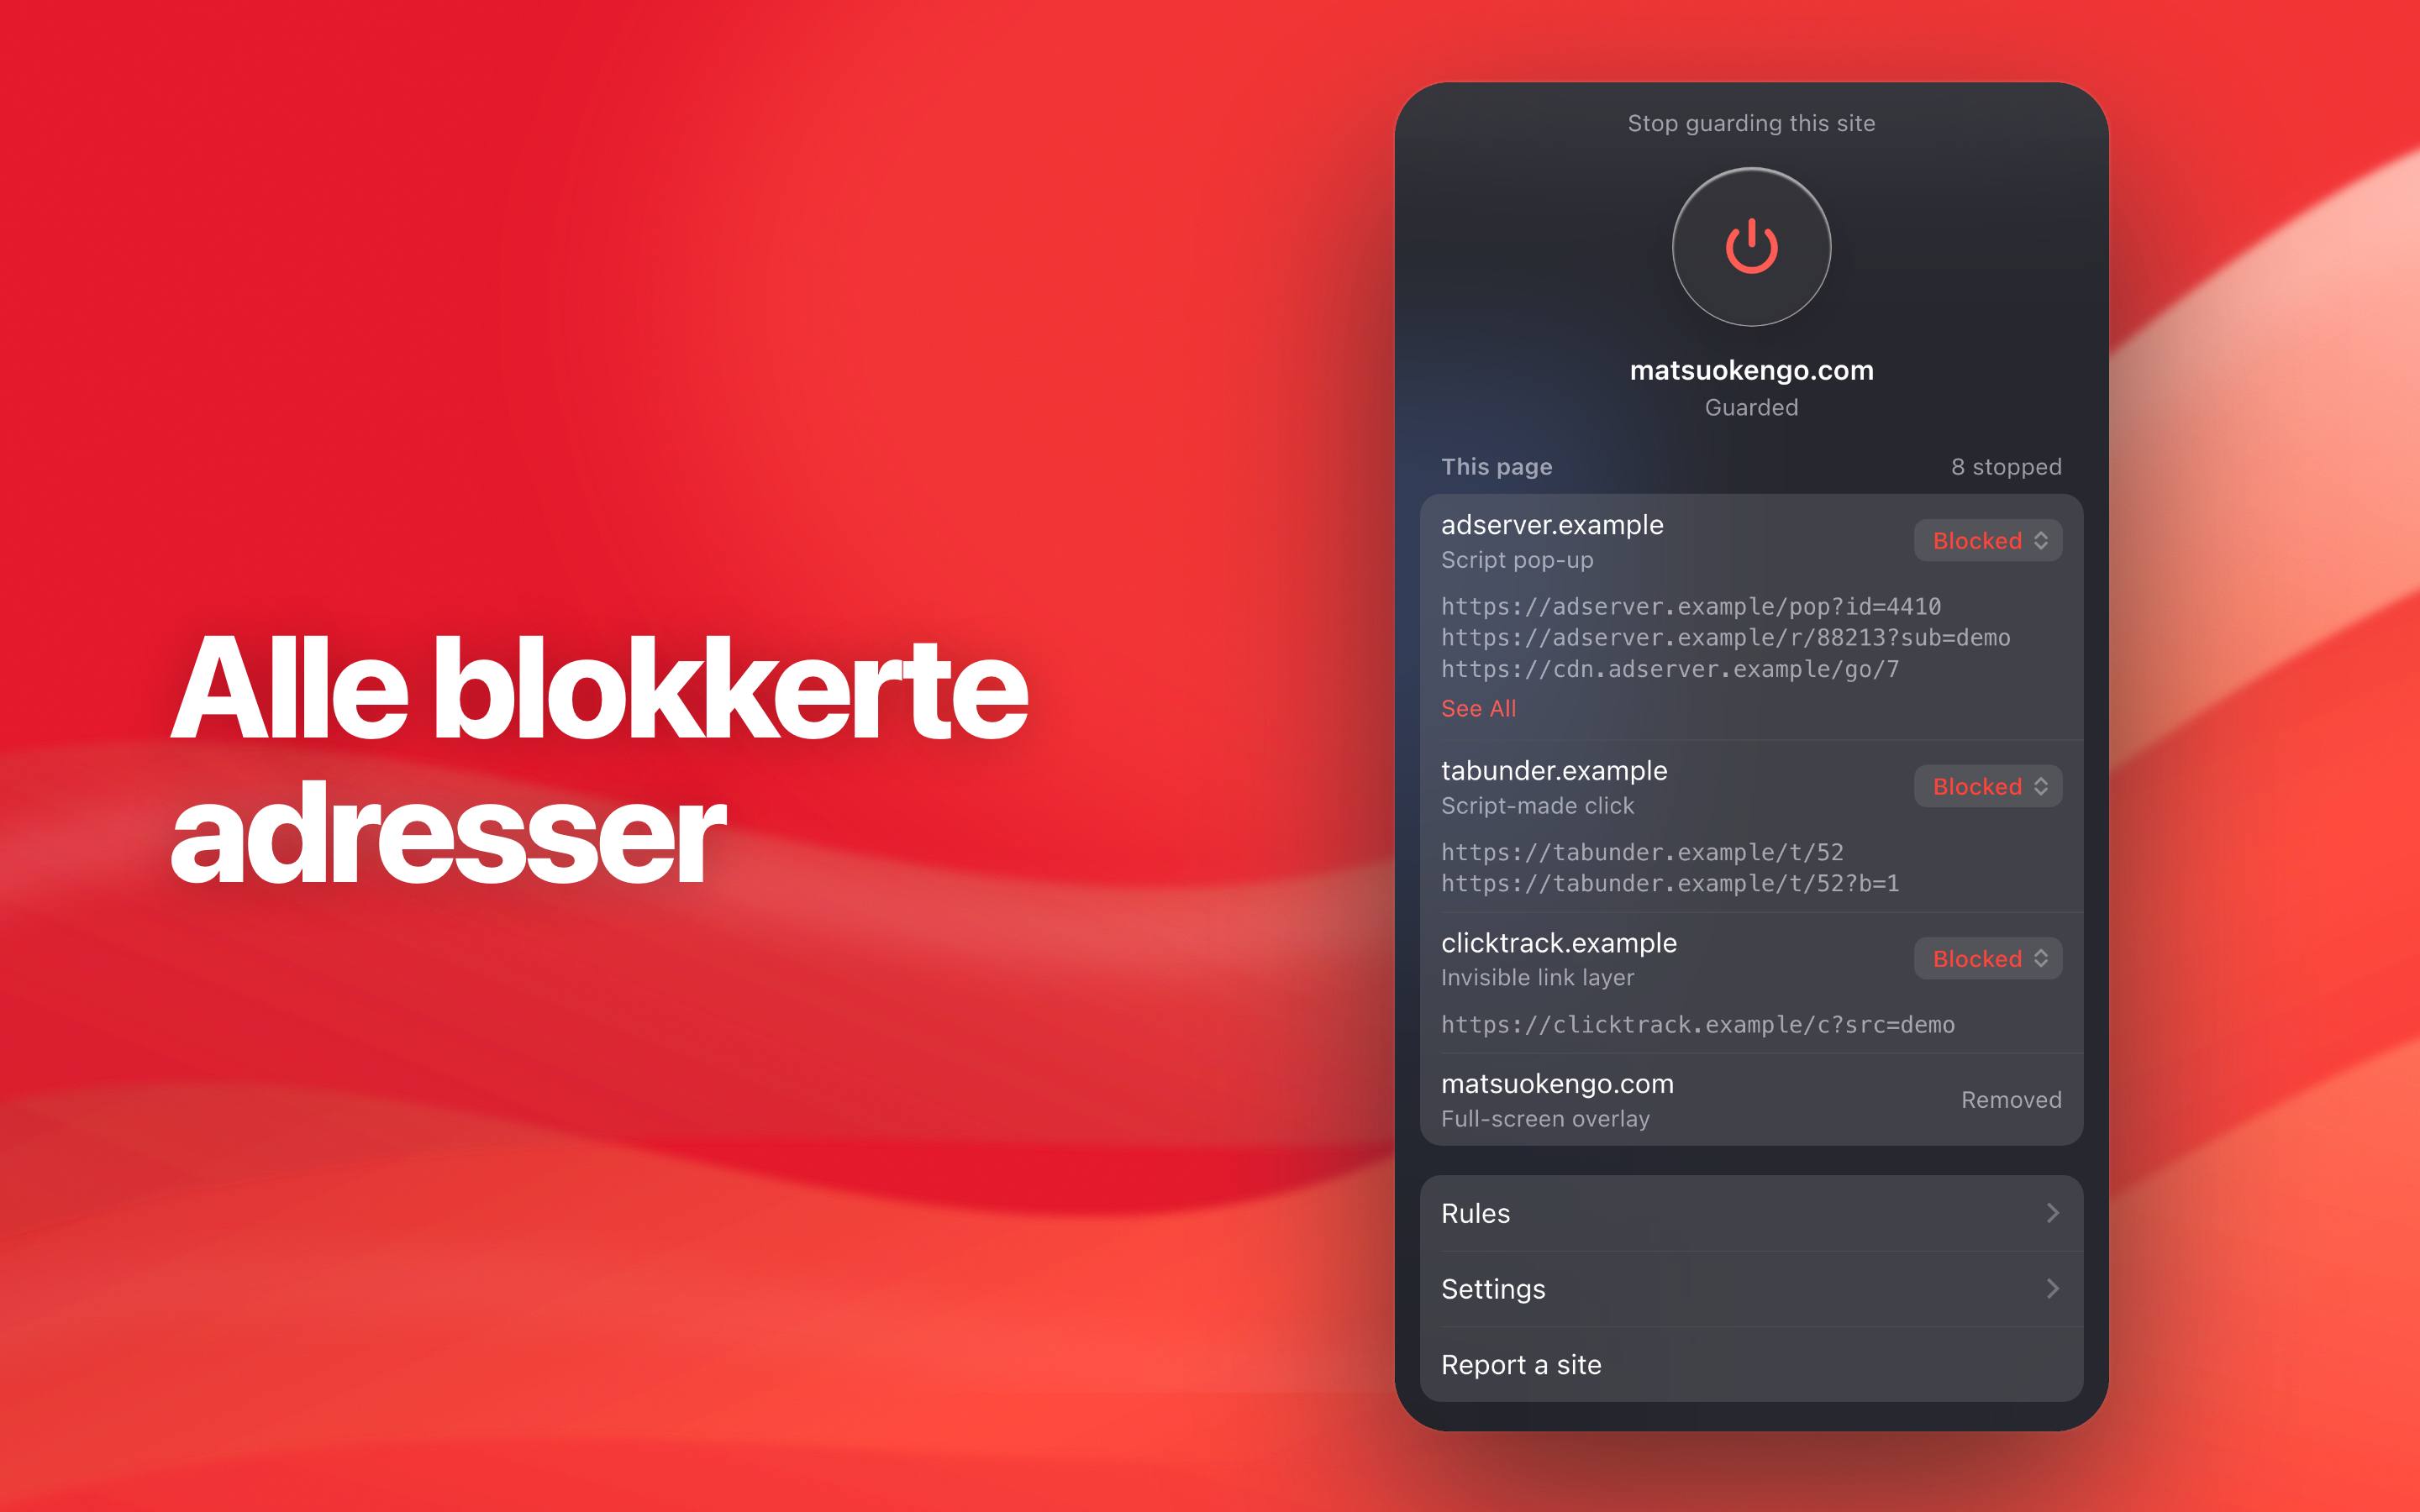 Alle blokkerte
adresser
Stop guarding this site
matsuokengo.com
Guarded
This page
8 stopped
adserver.example
Script pop-up
Blocked
https://adserver.example/pop?id=4410
https://adserver.example/r/88213?sub=demo
https://cdn.adserver.example/go/7
See All
tabunder.example
Script-made click
Blocked
https://tabunder.example/t/52
https://tabunder.example/t/52?b=1
clicktrack.example
Invisible link layer
Blocked
https://clicktrack.example/c?src=demo
matsuokengo.com
Full-screen overlay
Removed
Rules
Settings
Report a site